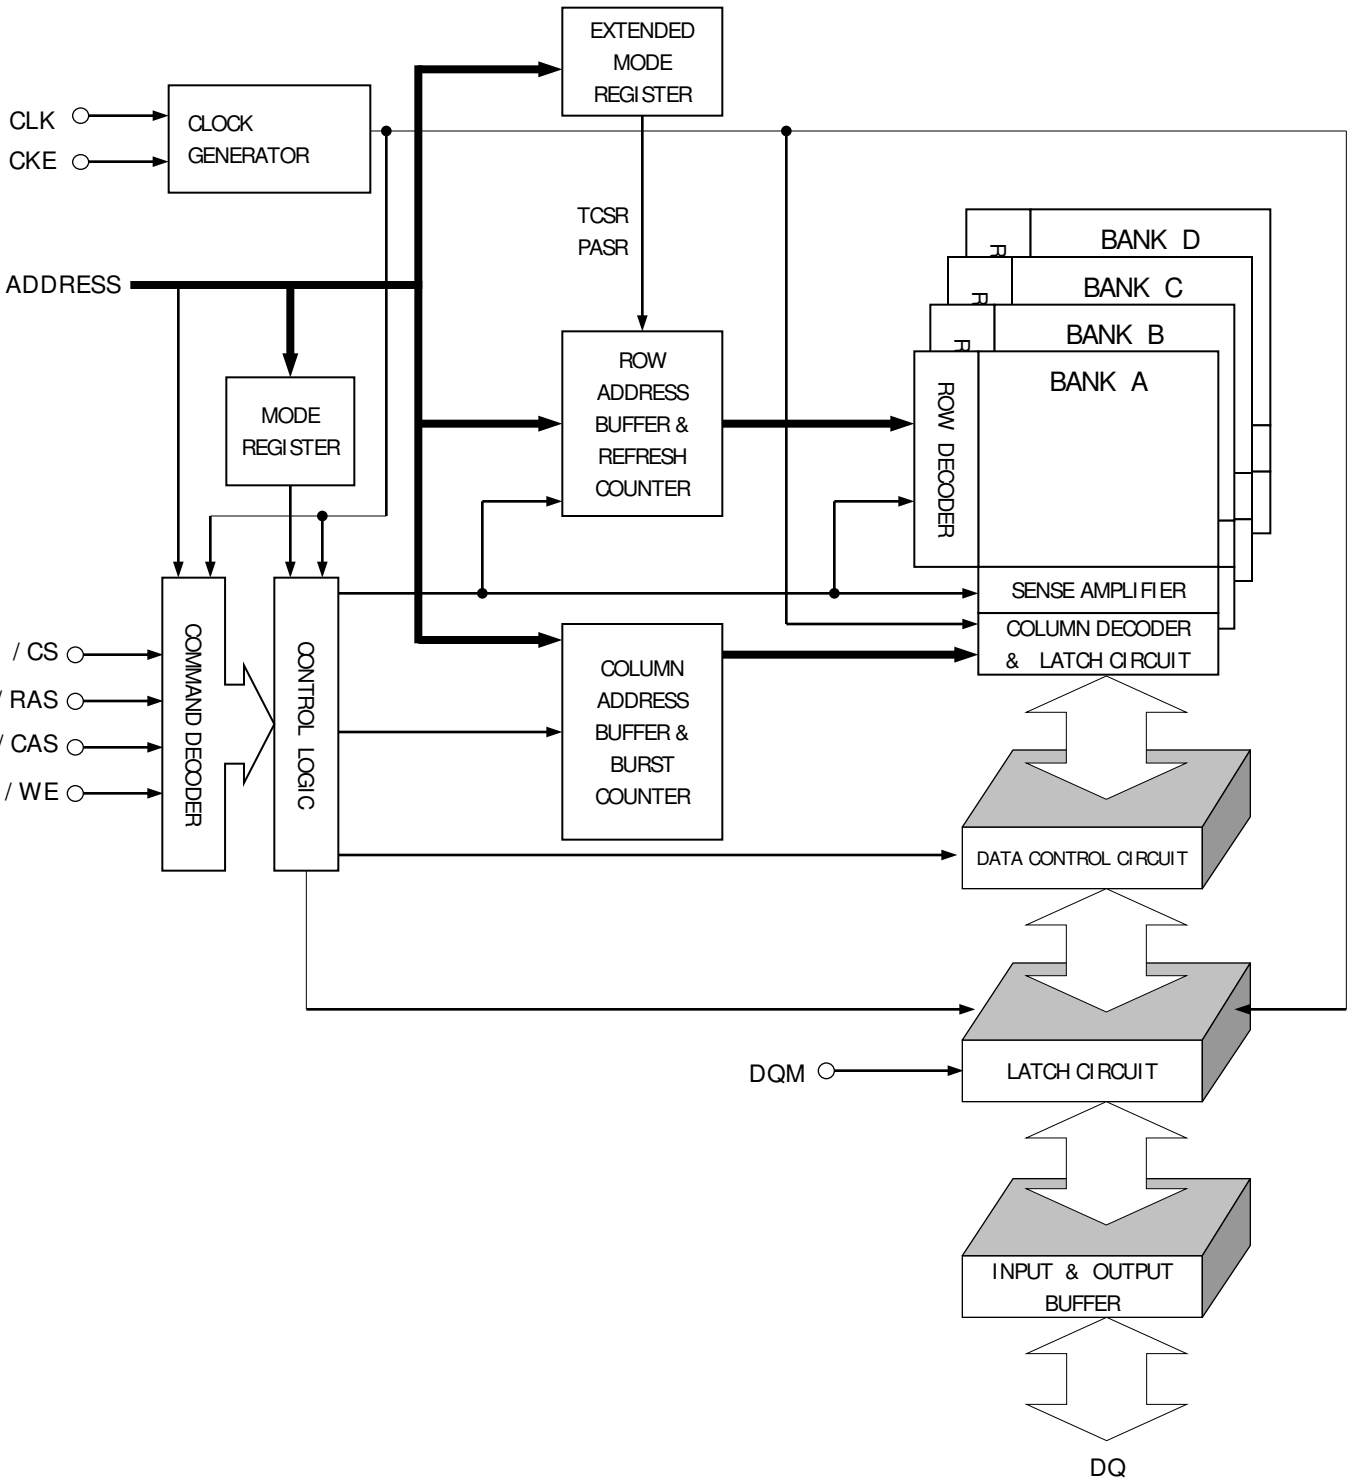 EXTENDED
MODE
REGISTER
CLK
CKE
CLOCK
GENERATOR
TCSR
PASR
ADDRESS
BANK D
R
BANK C
R
BANK B
R
BANK A
ROW DECODER
MODE
REGISTER
ROW
ADDRESS
BUFFER &
REFRESH
COUNTER
SENSE AMPLIFIER
COLUMN DECODER
& LATCH CIRCUIT
/ CS
/ RAS
/ CAS
/ WE
COMMAND DECODER
CONTROL LOGIC
COLUMN
ADDRESS
BUFFER &
BURST
COUNTER
DATA CONTROL CIRCUIT
DQM
LATCH CIRCUIT
INPUT & OUTPUT
BUFFER
DQ